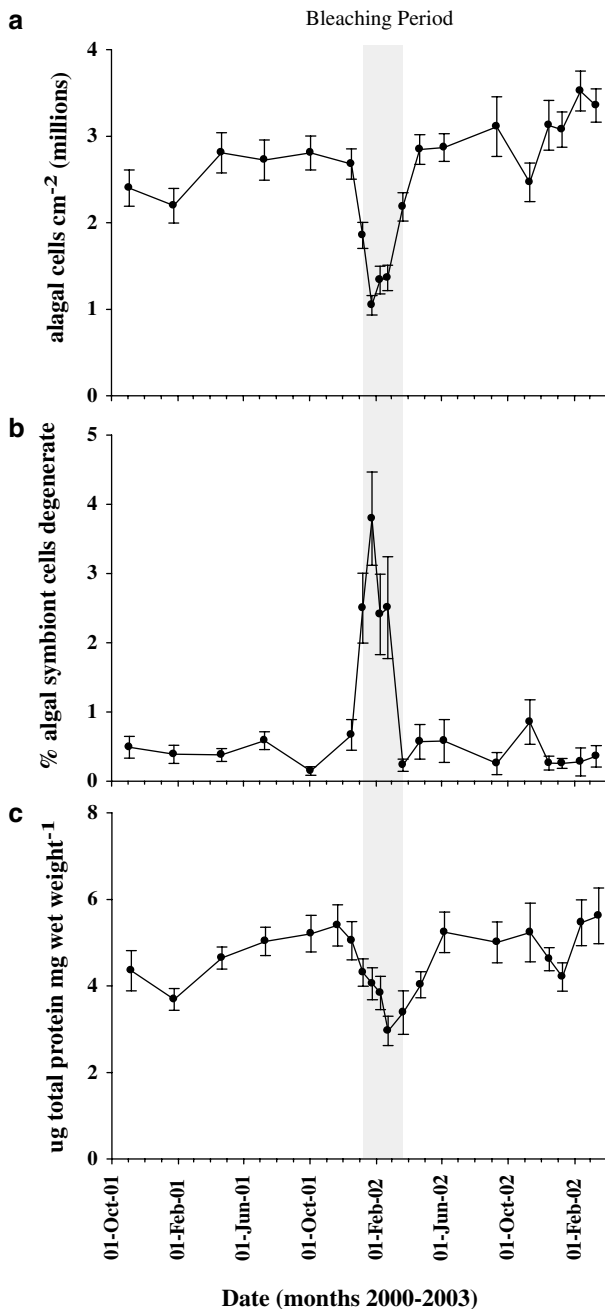 Bleaching Period
a
alagal cells cm-2 (millions)
4
3
2
1
0
b
% algal symbiont cells degenerate
5
4
3
2
1
0
c
ug total protein mg wet weight-1
8
6
4
2
0
01-Oct-01
01-Feb-01
01-Jun-01
01-Oct-01
01-Feb-02
01-Jun-02
01-Oct-02
01-Feb-02
Date (months 2000-2003)